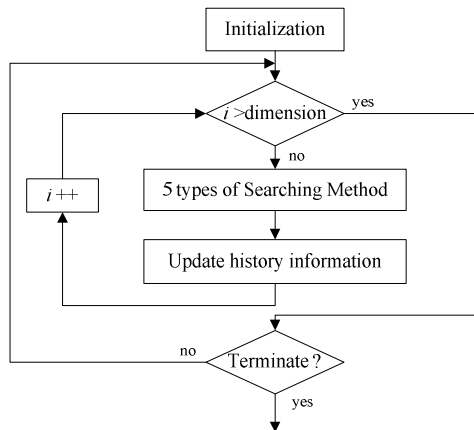 Initialization
i >dimension
yes
no
5 types of Searching Method
i ++
Update history information
no
Terminate ?
yes